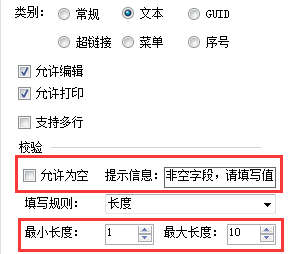 类别： 常规 文本 GUID
超链接 菜单 序号
允许编辑
允许打印
支持多行
校验
允许为空 提示信息： 非空字段，请填写值
填写规则： 长度
最小长度： 1 最大长度： 10